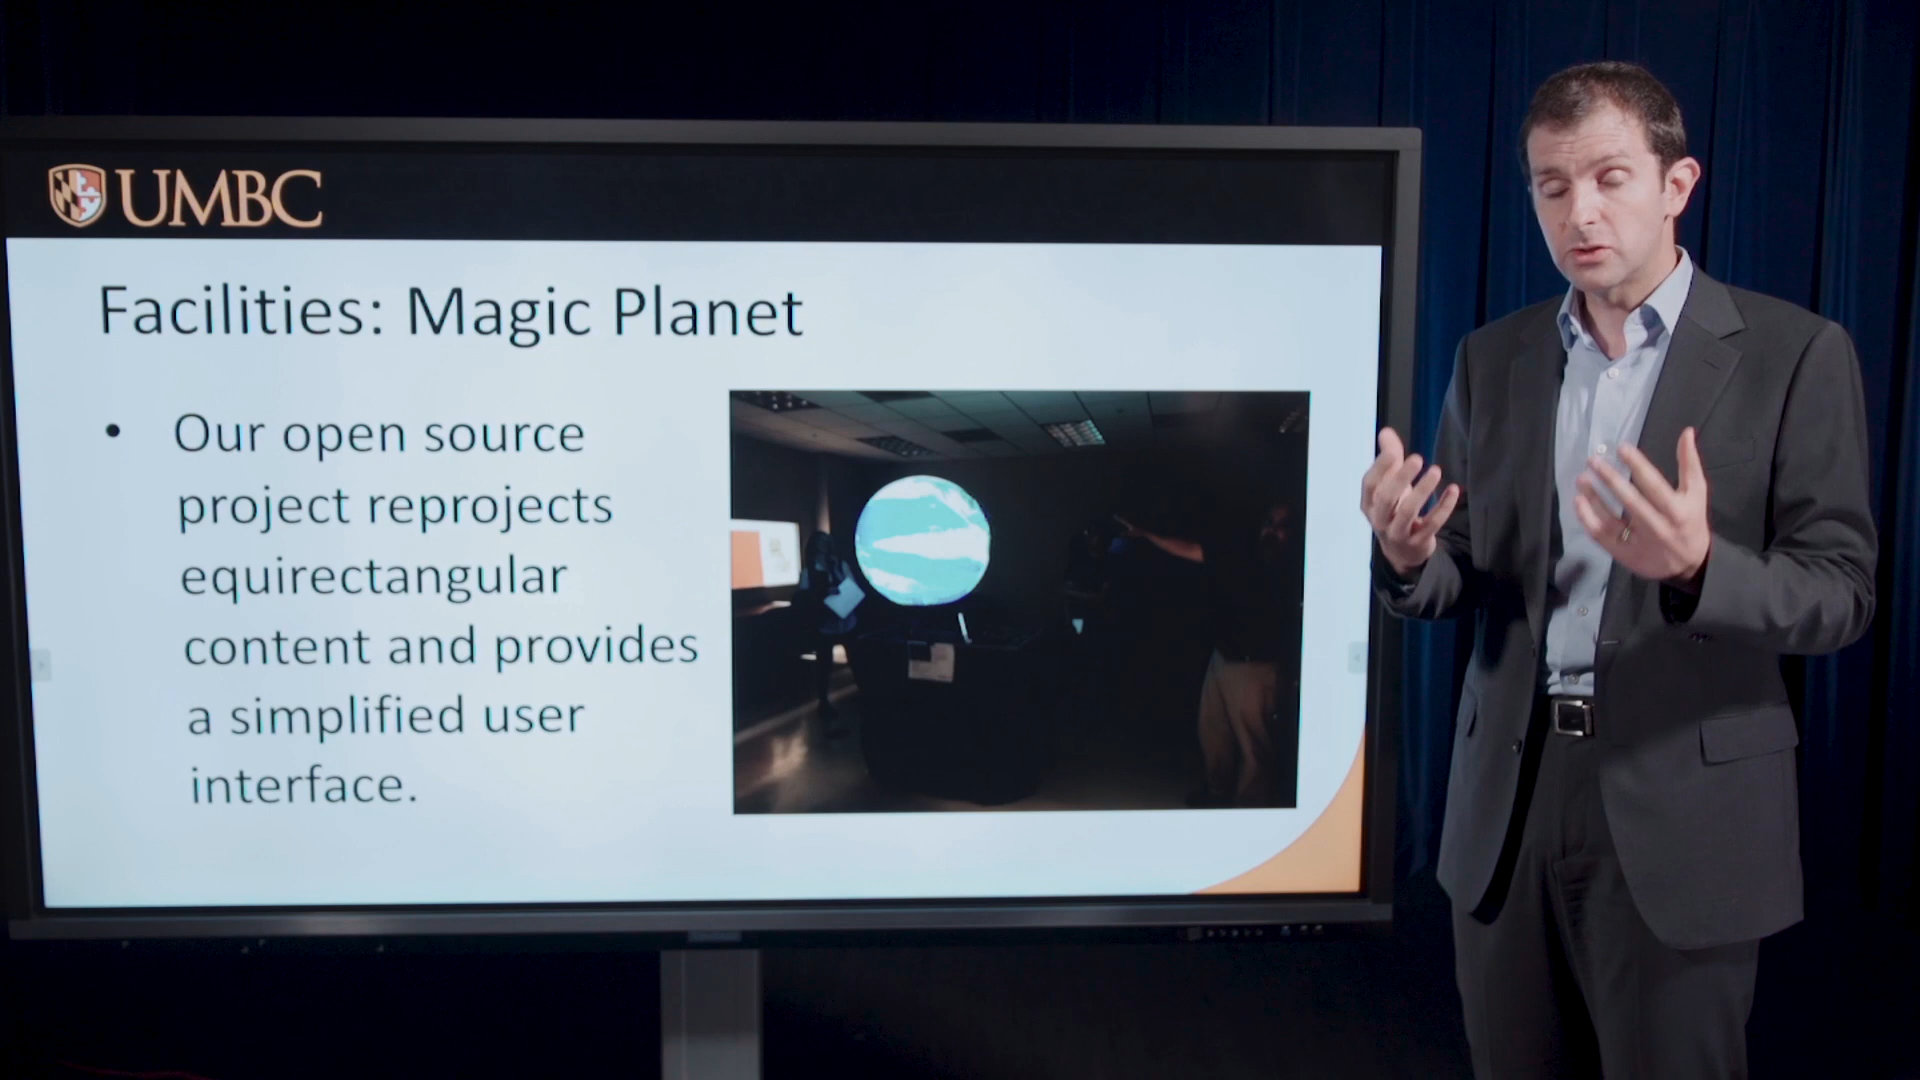 UMBC
Facilities: Magic Planet
• Our open source
project reprojects
equirectangular
content and provides
a simplified user
interface.